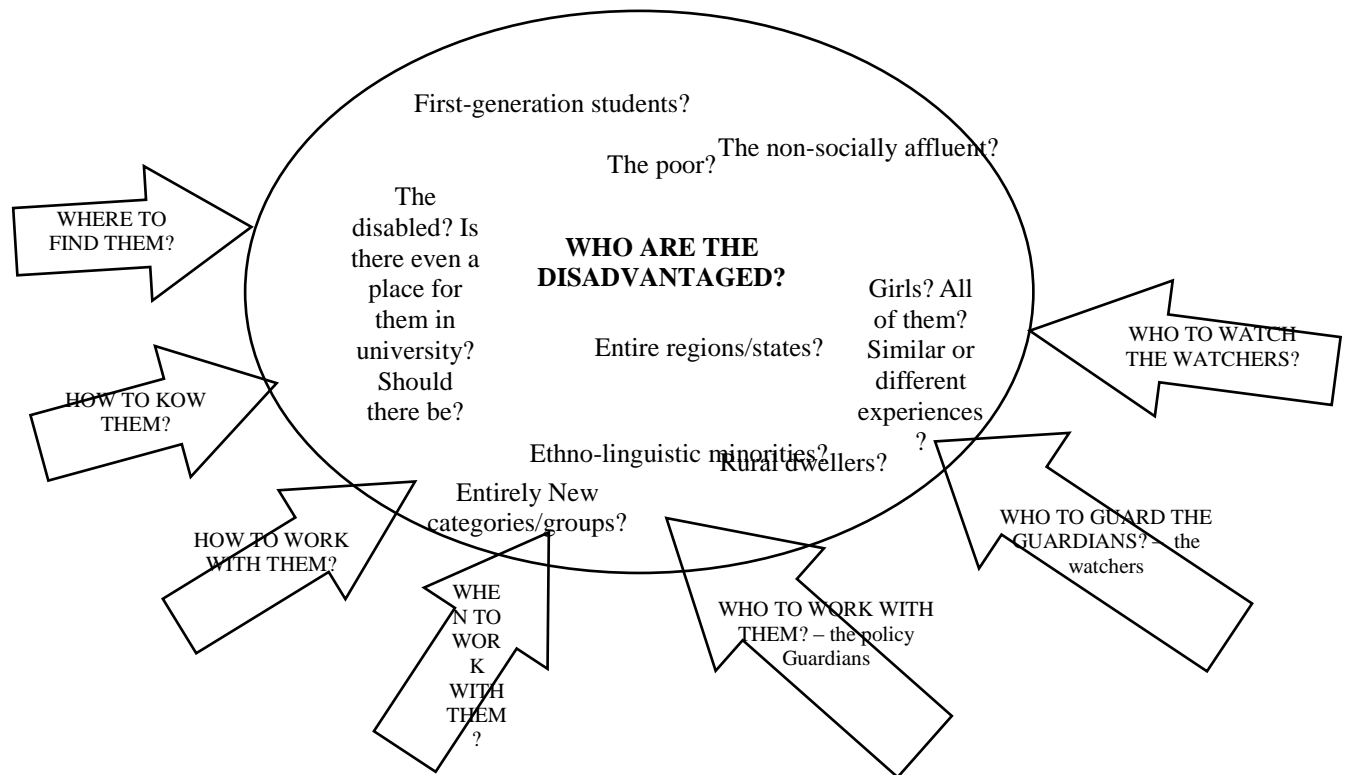 First-generation students?
The non-socially affluent?
The poor?
The
disabled? Is
there even a
place for
them in
university?
Should
there be?
WHO ARE THE
DISADVANTAGED?
Girls? All
of them?
Similar or
different
experiences
?
Entire regions/states?
Ethno-linguistic minorities?
Rural dwellers?
Entirely New
categories/groups?
WHERE TO
FIND THEM?
HOW TO KOW
THEM?
HOW TO WORK
WITH THEM?
WHE
N TO
WOR
K
WITH
THEM
?
WHO TO WORK WITH
THEM? – the policy
Guardians
WHO TO GUARD THE
GUARDIANS? – the
watchers
WHO TO WATCH
THE WATCHERS?